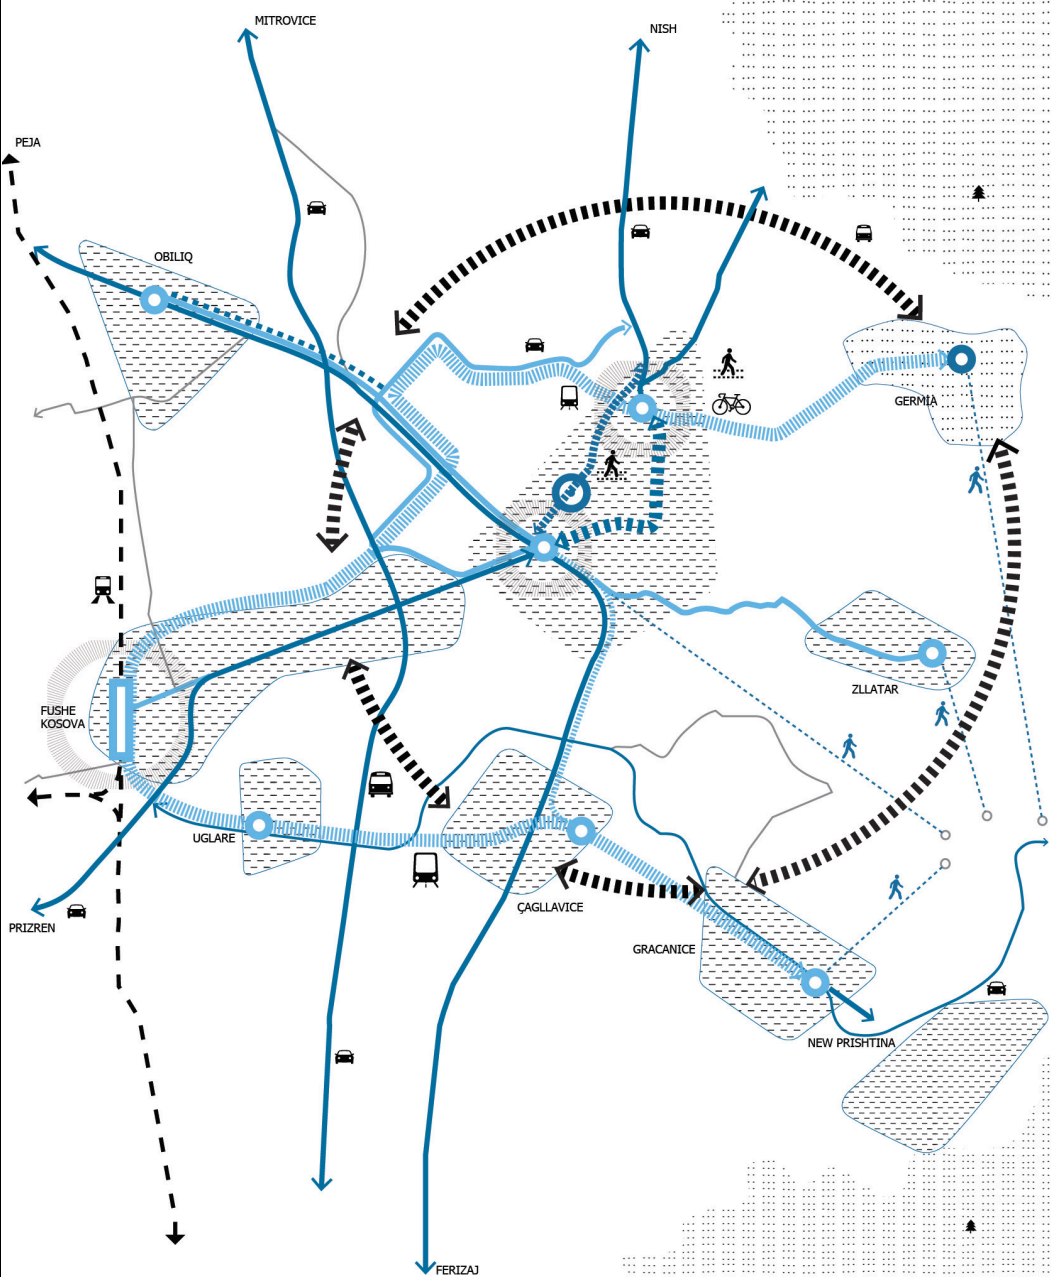 MITROVICE
NISH
PEJA
OBILIQ
GERMIA
ZLLATAR
FUSHE
KOSOVA
UGLARE
ÇAGLLAVICE
PRIZREN
GRACANICE
NEW PRISHTINA
FERIZAJ